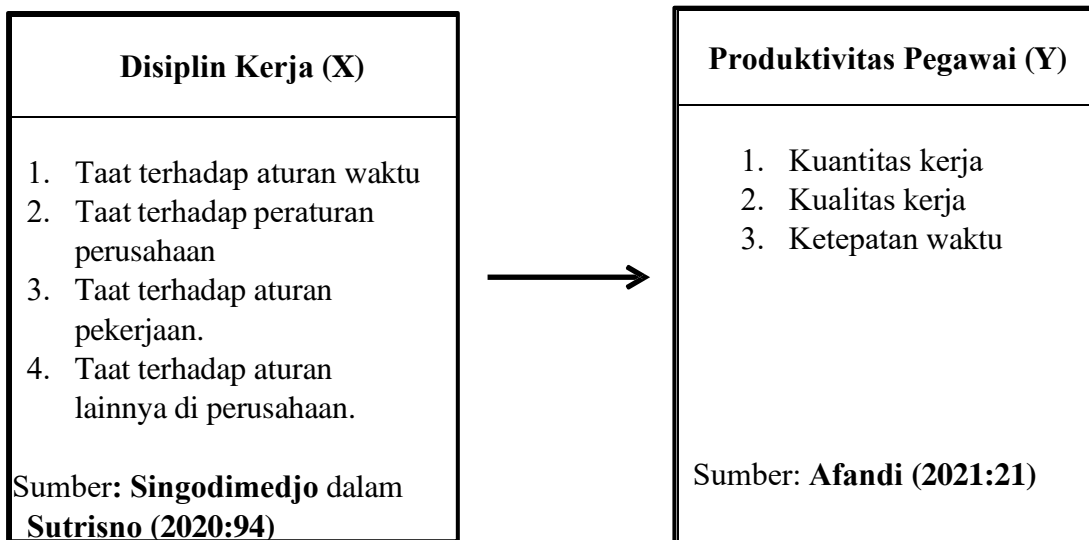 Disiplin Kerja (X)
1. Taat terhadap aturan waktu
2. Taat terhadap peraturan
perusahaan
3. Taat terhadap aturan
pekerjaan.
4. Taat terhadap aturan
lainnya di perusahaan.
Sumber: Singodimedjo dalam
Sutrisno (2020:94)
Produktivitas Pegawai (Y)
1. Kuantitas kerja
2. Kualitas kerja
3. Ketepatan waktu
Sumber: Afandi (2021:21)